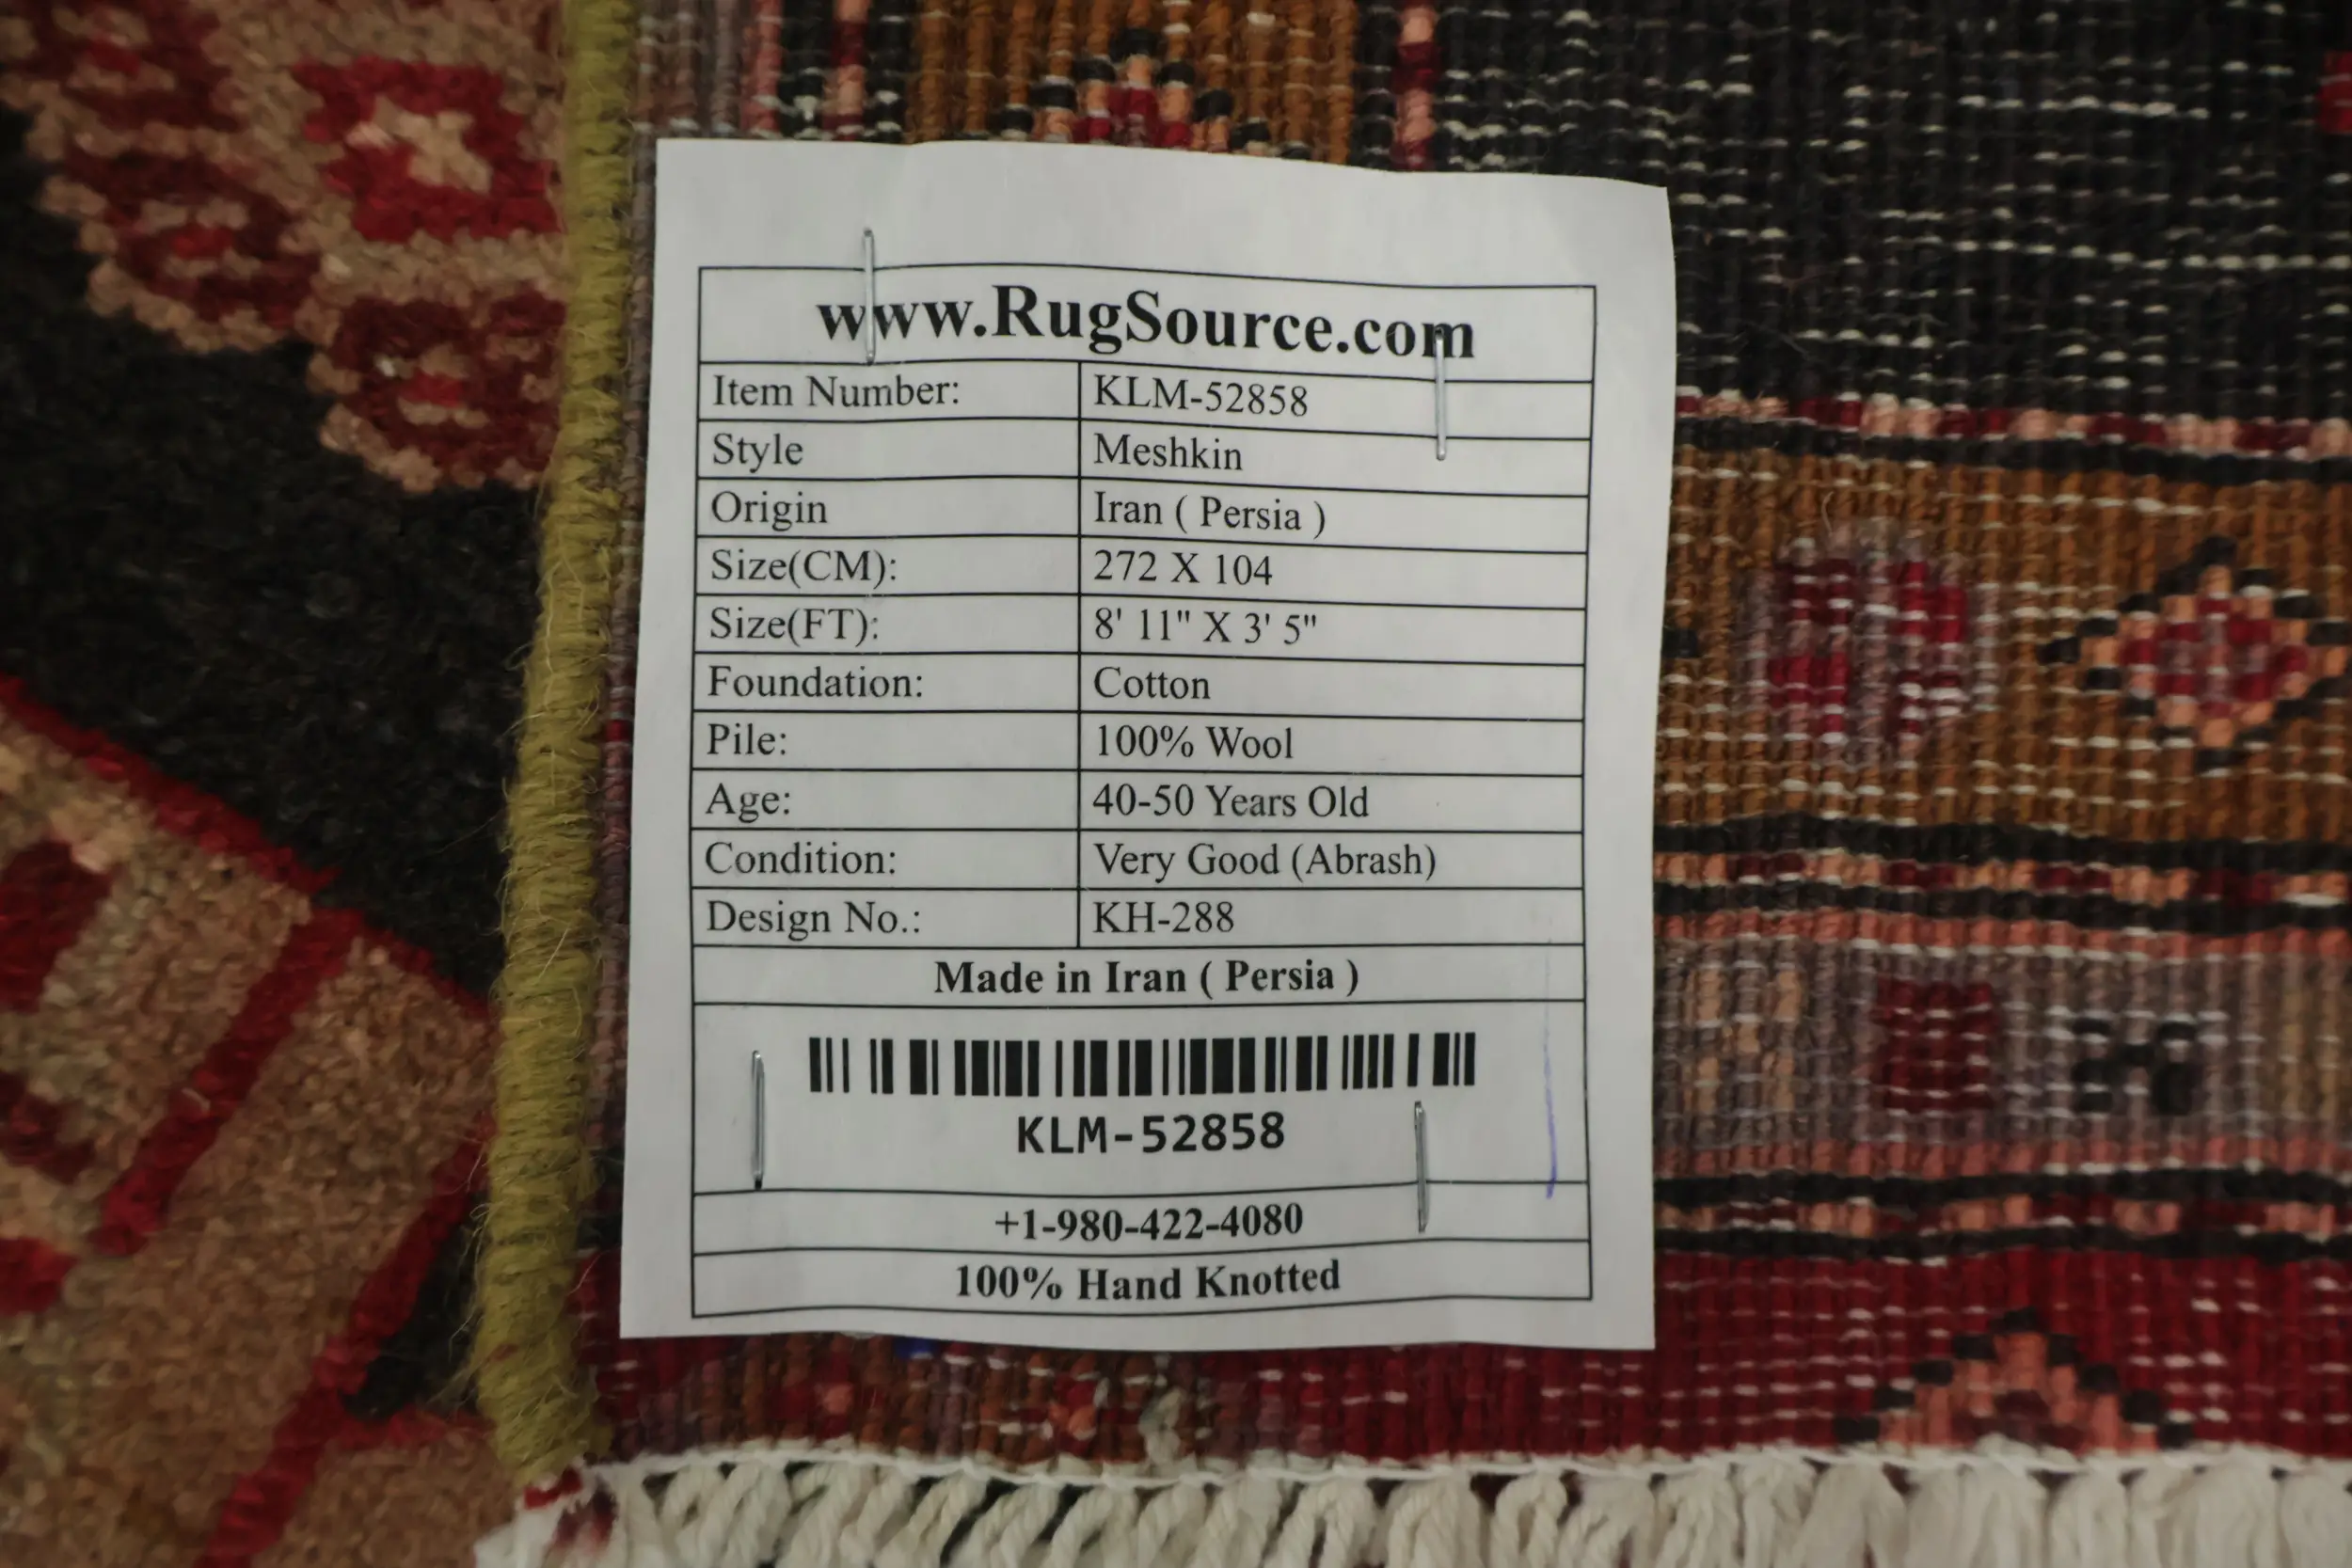 www.RugSource.com
Item Number: KLM-52858
Style Meshkin
Origin Iran ( Persia )
Size(CM): 272 X 104
Size(FT): 8' 11" X 3' 5"
Foundation: Cotton
Pile: 100% Wool
Age: 40-50 Years Old
Condition: Very Good (Abrash)
Design No.: KH-288
Made in Iran ( Persia )
KLM-52858
+1-980-422-4080
100% Hand Knotted